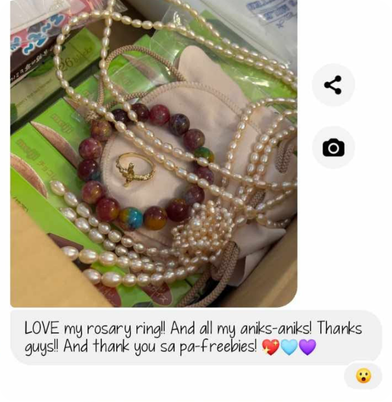 LOVE my rosary ring!! And all my aniks-aniks! Thanks
guys!! And thank you sa pa-freebies! 💖🩵💜